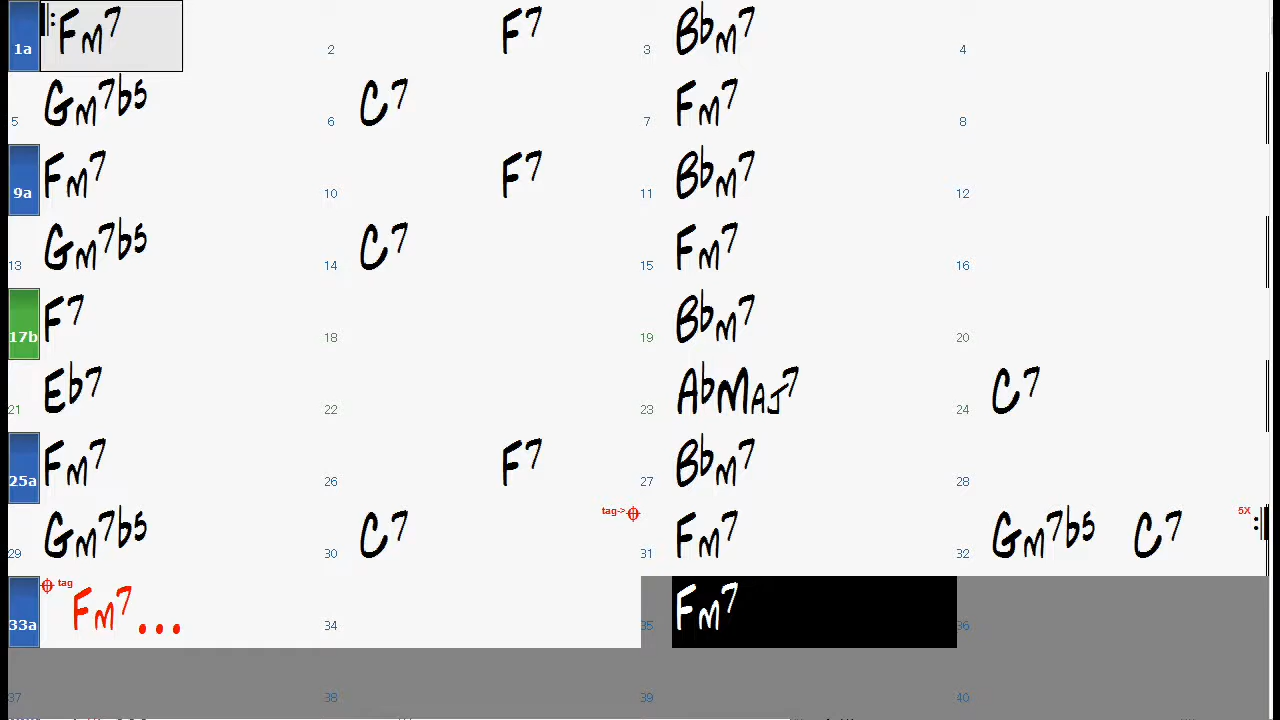 1a Fm7 2 F7 3 Bbm7 4
5 Gm7b5 6 C7 7 Fm7 8
9a Fm7 10 F7 11 Bbm7 12
13 Gm7b5 14 C7 15 Fm7 16
17b F7 18 19 Bbm7 20
21 Eb7 22 23 AbMAJ7 24 C7
25a Fm7 26 F7 27 Bbm7 28
tag-> 5X
29 Gm7b5 30 C7 31 Fm7 32 Gm7b5 C7
tag
33a Fm7... 34 35 Fm7 36
37 38 39 40